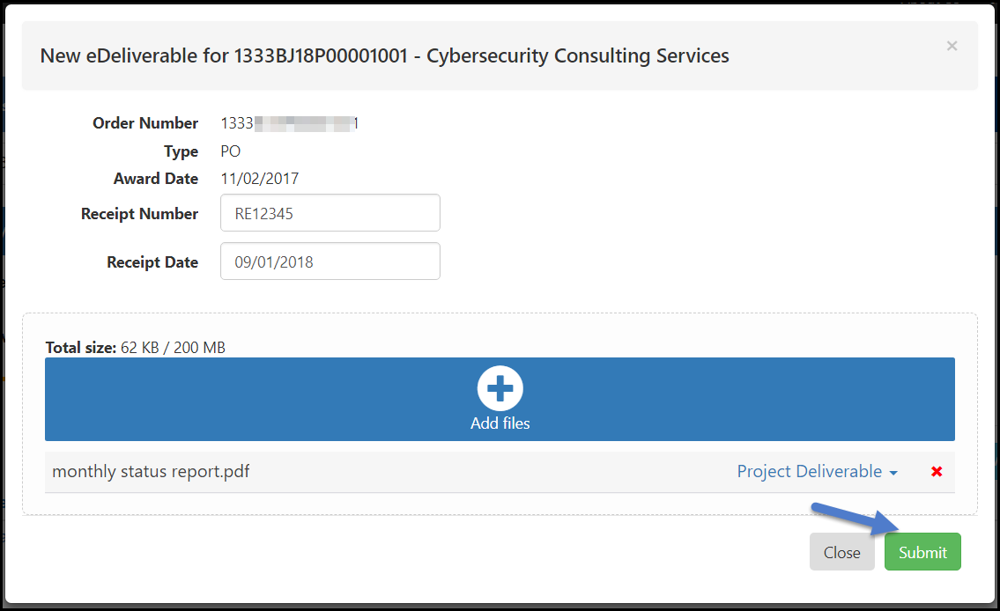 New eDeliverable for 1333BJ18P00001001 - Cybersecurity Consulting Services ×
Order Number 1333 1
Type PO
Award Date 11/02/2017
Receipt Number RE12345
Receipt Date 09/01/2018
Total size: 62 KB / 200 MB
Add files
monthly status report.pdf Project Deliverable
Close Submit